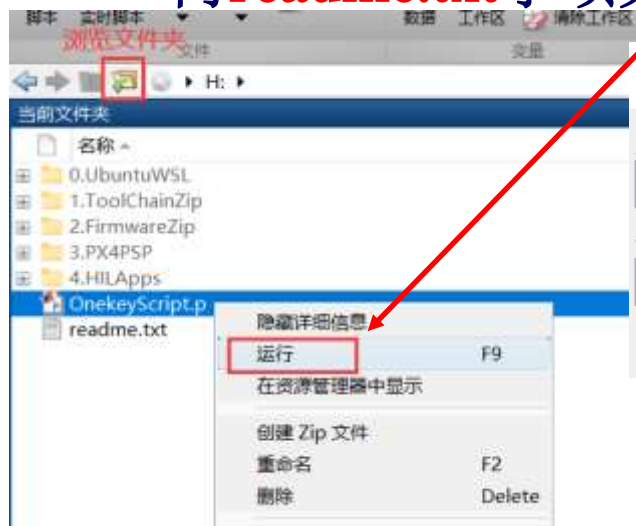 readme.txt
脚本 实时脚本 数据 工作区 清除工作区
浏览文件夹
文件 变量
H:
当前文件夹
名称
0.UbuntuWSL
1.ToolChainZip
2.FirmwareZip
3.PX4PSP
4.HILApps
OnekeyScript.p
readme.txt
隐藏详细信息
运行 F9
在资源管理器中显示
创建 Zip 文件
重命名 F2
删除 Delete